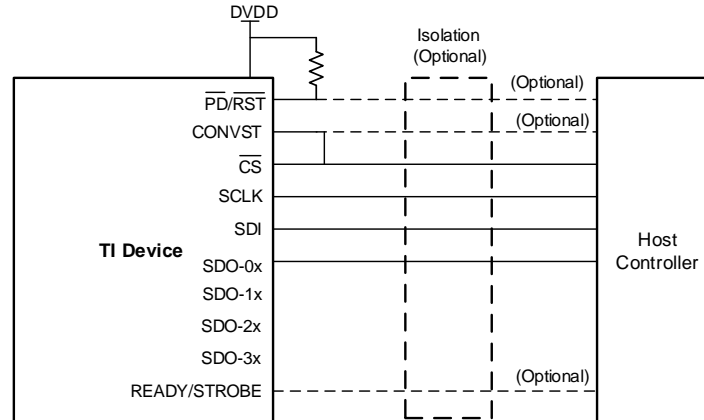 DVDD
Isolation
(Optional)
(Optional)
PD/RST
(Optional)
CONVST
CS
SCLK
SDI
TI Device
Host
Controller
SDO-0x
SDO-1x
SDO-2x
SDO-3x
READY/STROBE
(Optional)